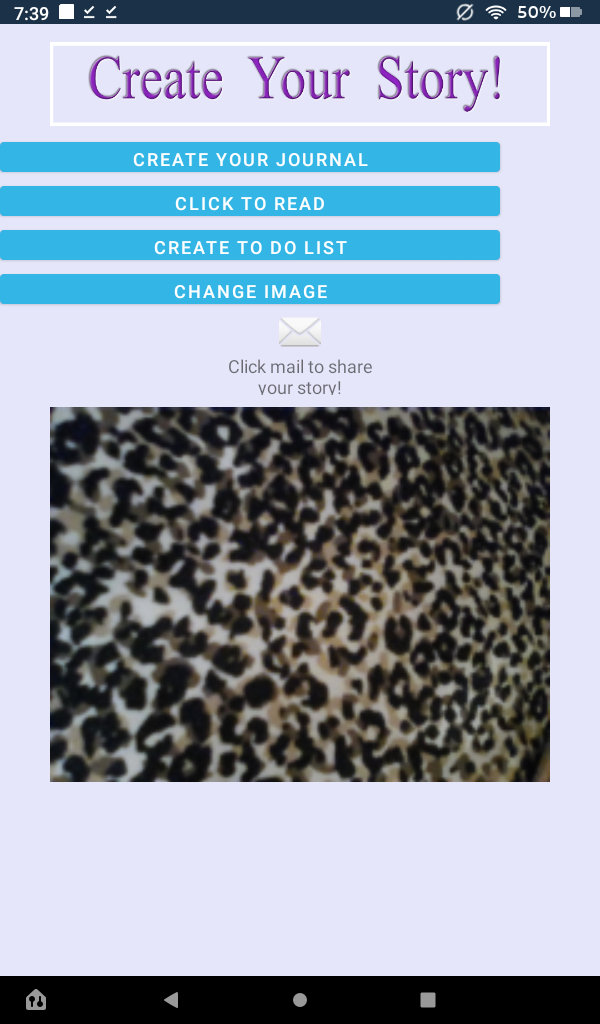 7:39 50%
Create Your Story!
CREATE YOUR JOURNAL
CLICK TO READ
CREATE TO DO LIST
CHANGE IMAGE
Click mail to share
your story!